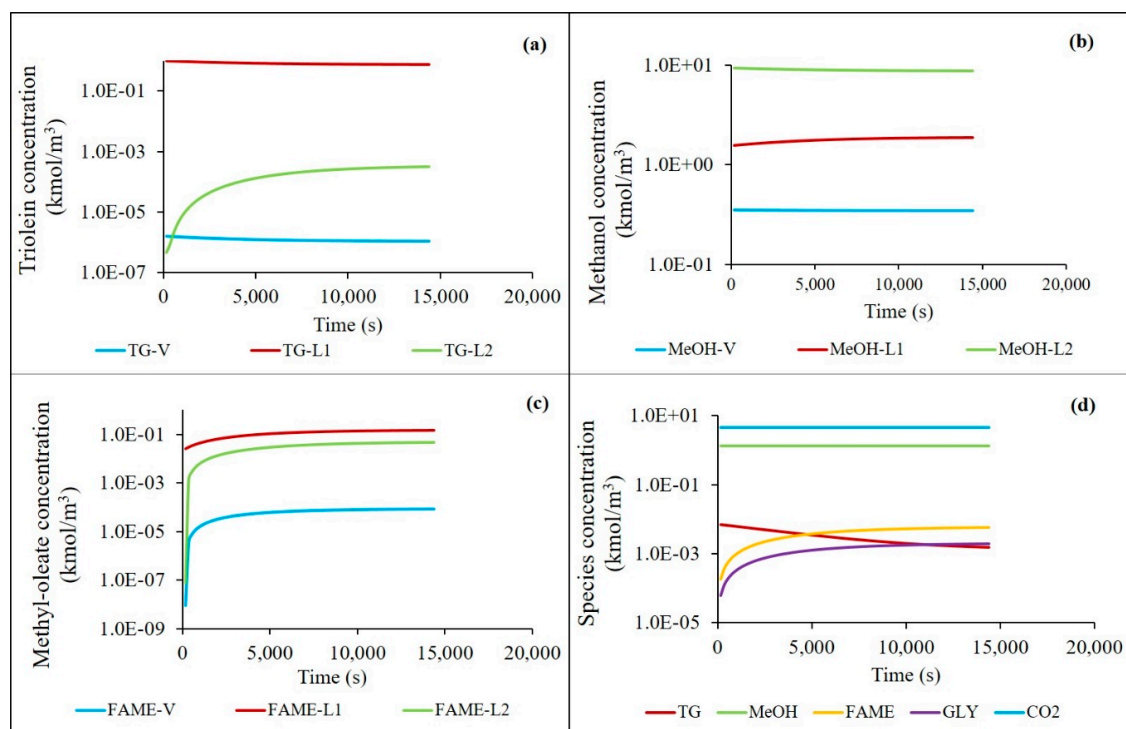 (a)
Triolein concentration
(kmol/m³)
1.0E-01
1.0E-03
1.0E-05
1.0E-07
0 5,000 10,000 15,000 20,000
Time (s)
TG-V TG-L1 TG-L2
(b)
Methanol concentration
(kmol/m³)
1.0E+01
1.0E+00
1.0E-01
0 5,000 10,000 15,000 20,000
Time (s)
MeOH-V MeOH-L1 MeOH-L2
(c)
Methyl-oleate concentration
(kmol/m³)
1.0E-01
1.0E-03
1.0E-05
1.0E-07
1.0E-09
0 5,000 10,000 15,000 20,000
Time (s)
FAME-V FAME-L1 FAME-L2
(d)
Species concentration
(kmol/m³)
1.0E+01
1.0E-01
1.0E-03
1.0E-05
0 5,000 10,000 15,000 20,000
Time (s)
TG MeOH FAME GLY CO2